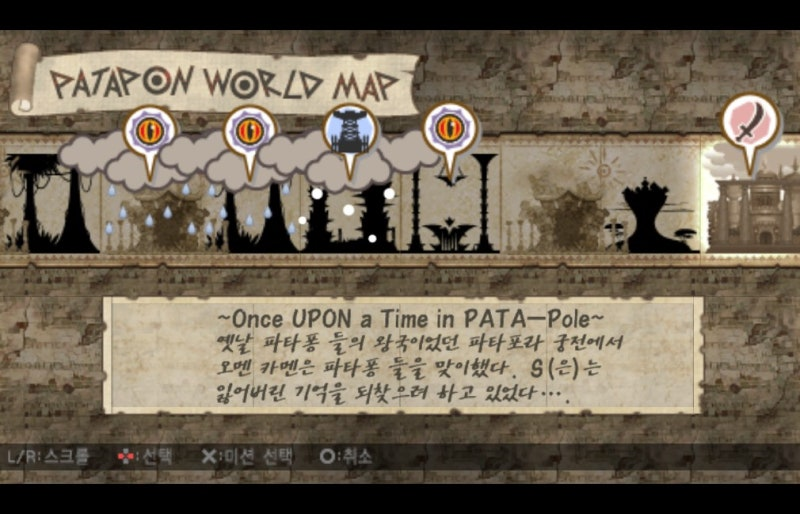 PATAPON WORLD MAP
~Once UPON a Time in PATA-Pole~
옛날 파타퐁 들의 왕국이었던 파타포라 궁전에서
오멘 카멘은 파타퐁 들을 맞이했다. S(은)는
잃어버린 기억을 되찾으려 하고 있었다….
L/R:스크롤 :선택 X:미션 선택 O:취소